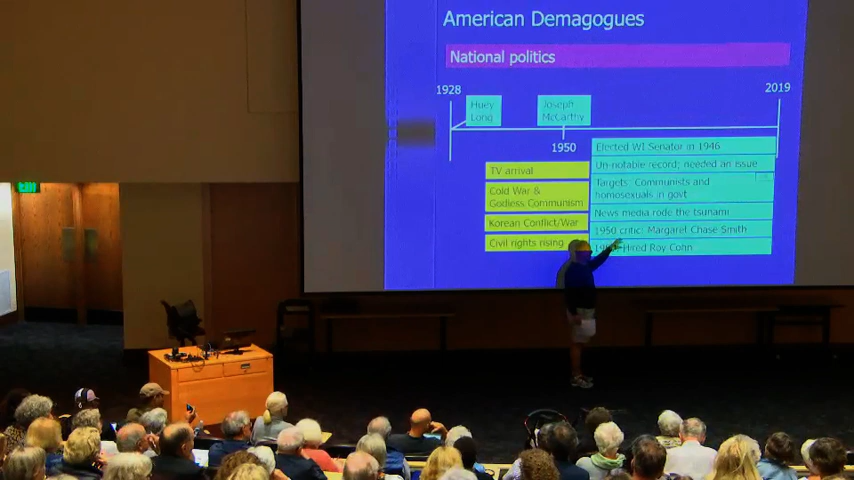 American Demagogues
National politics
1928
2019
Huey
Long
Joseph
McCarthy
1950
TV arrival
Cold War &
Godless Communism
Korean Conflict/War
Civil rights rising
Elected WI Senator in 1946
Un-notable record; needed an issue
Targets: Communists and
homosexuals in govt
News media rode the tsunami
1950 critic: Margaret Chase Smith
Hired Roy Cohn
EXIT